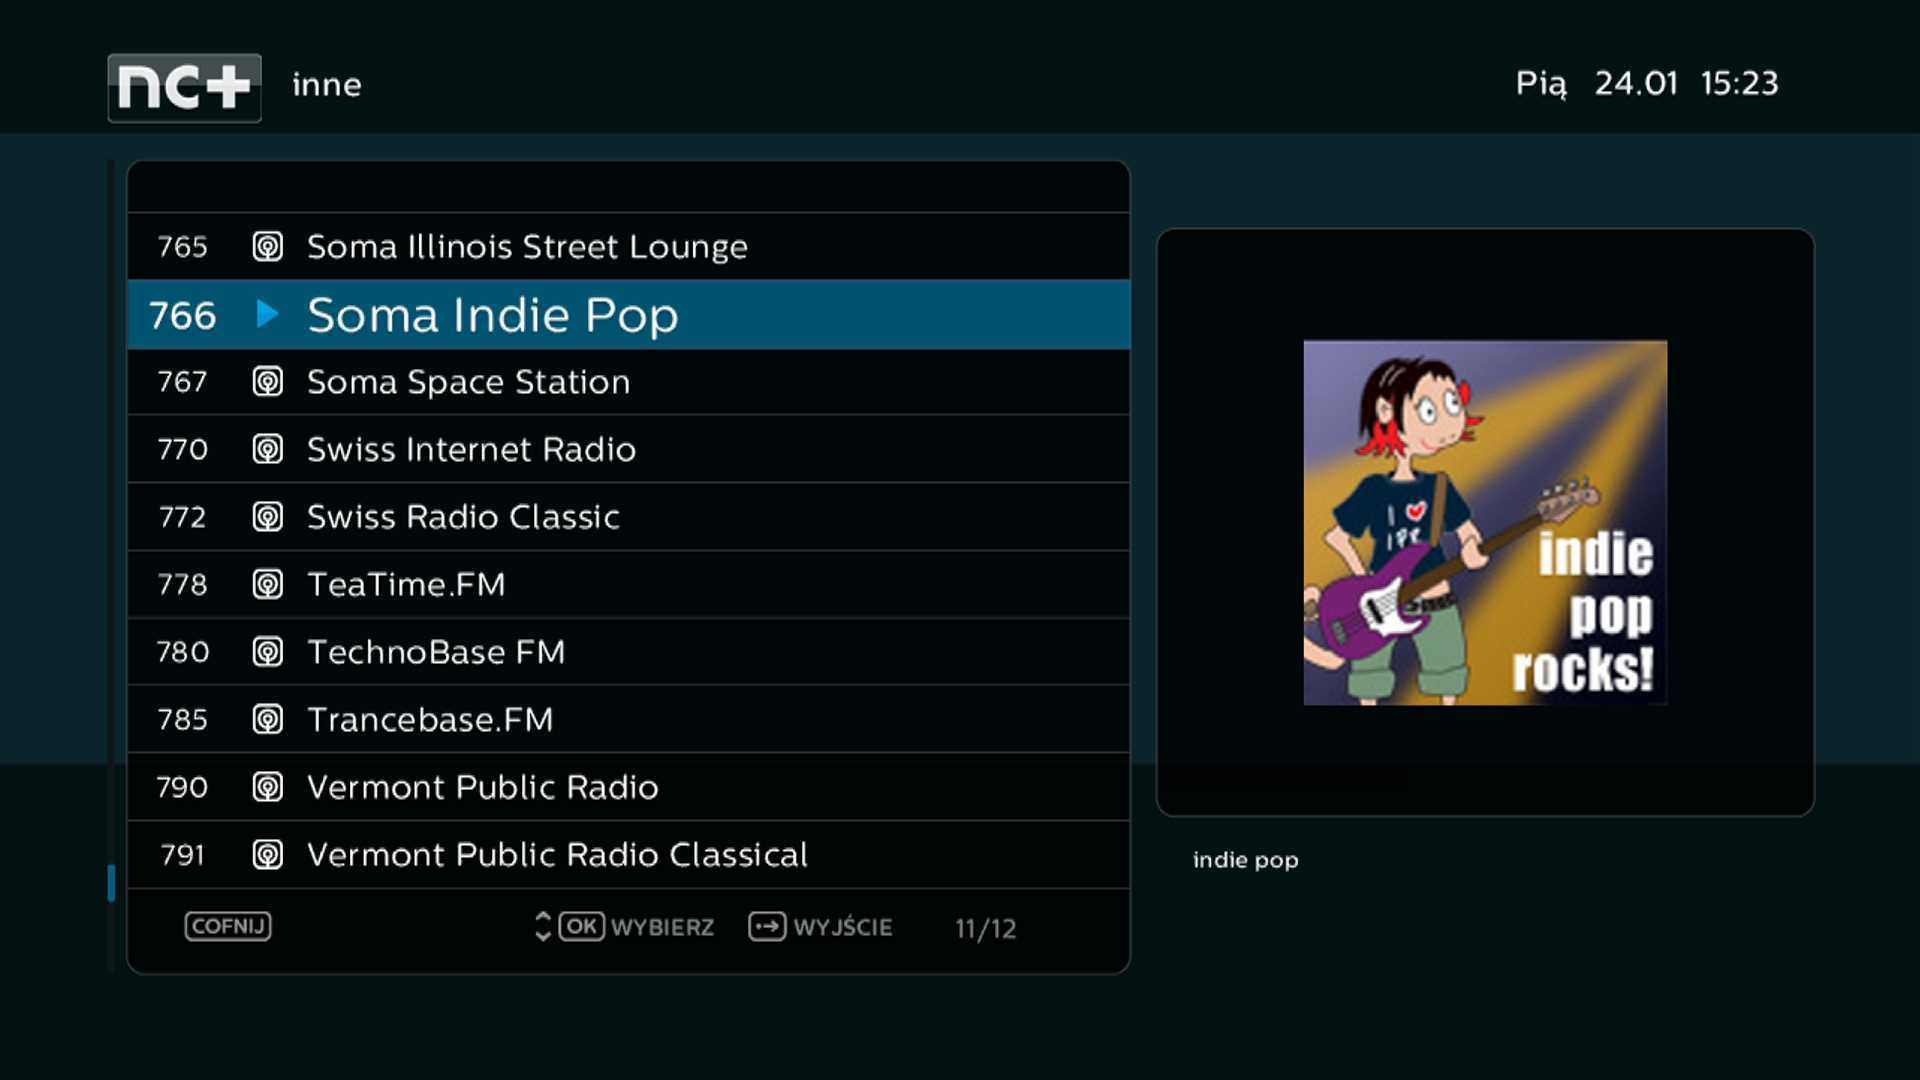 nc+ inne
Pią 24.01 15:23
765 Soma Illinois Street Lounge
766 Soma Indie Pop
767 Soma Space Station
770 Swiss Internet Radio
772 Swiss Radio Classic
778 TeaTime.FM
780 TechnoBase FM
785 Trancebase.FM
790 Vermont Public Radio
791 Vermont Public Radio Classical
COFNIJ OK WYBIERZ WYJŚCIE 11/12
I ❤
IPR
indie
pop
rocks!
indie pop